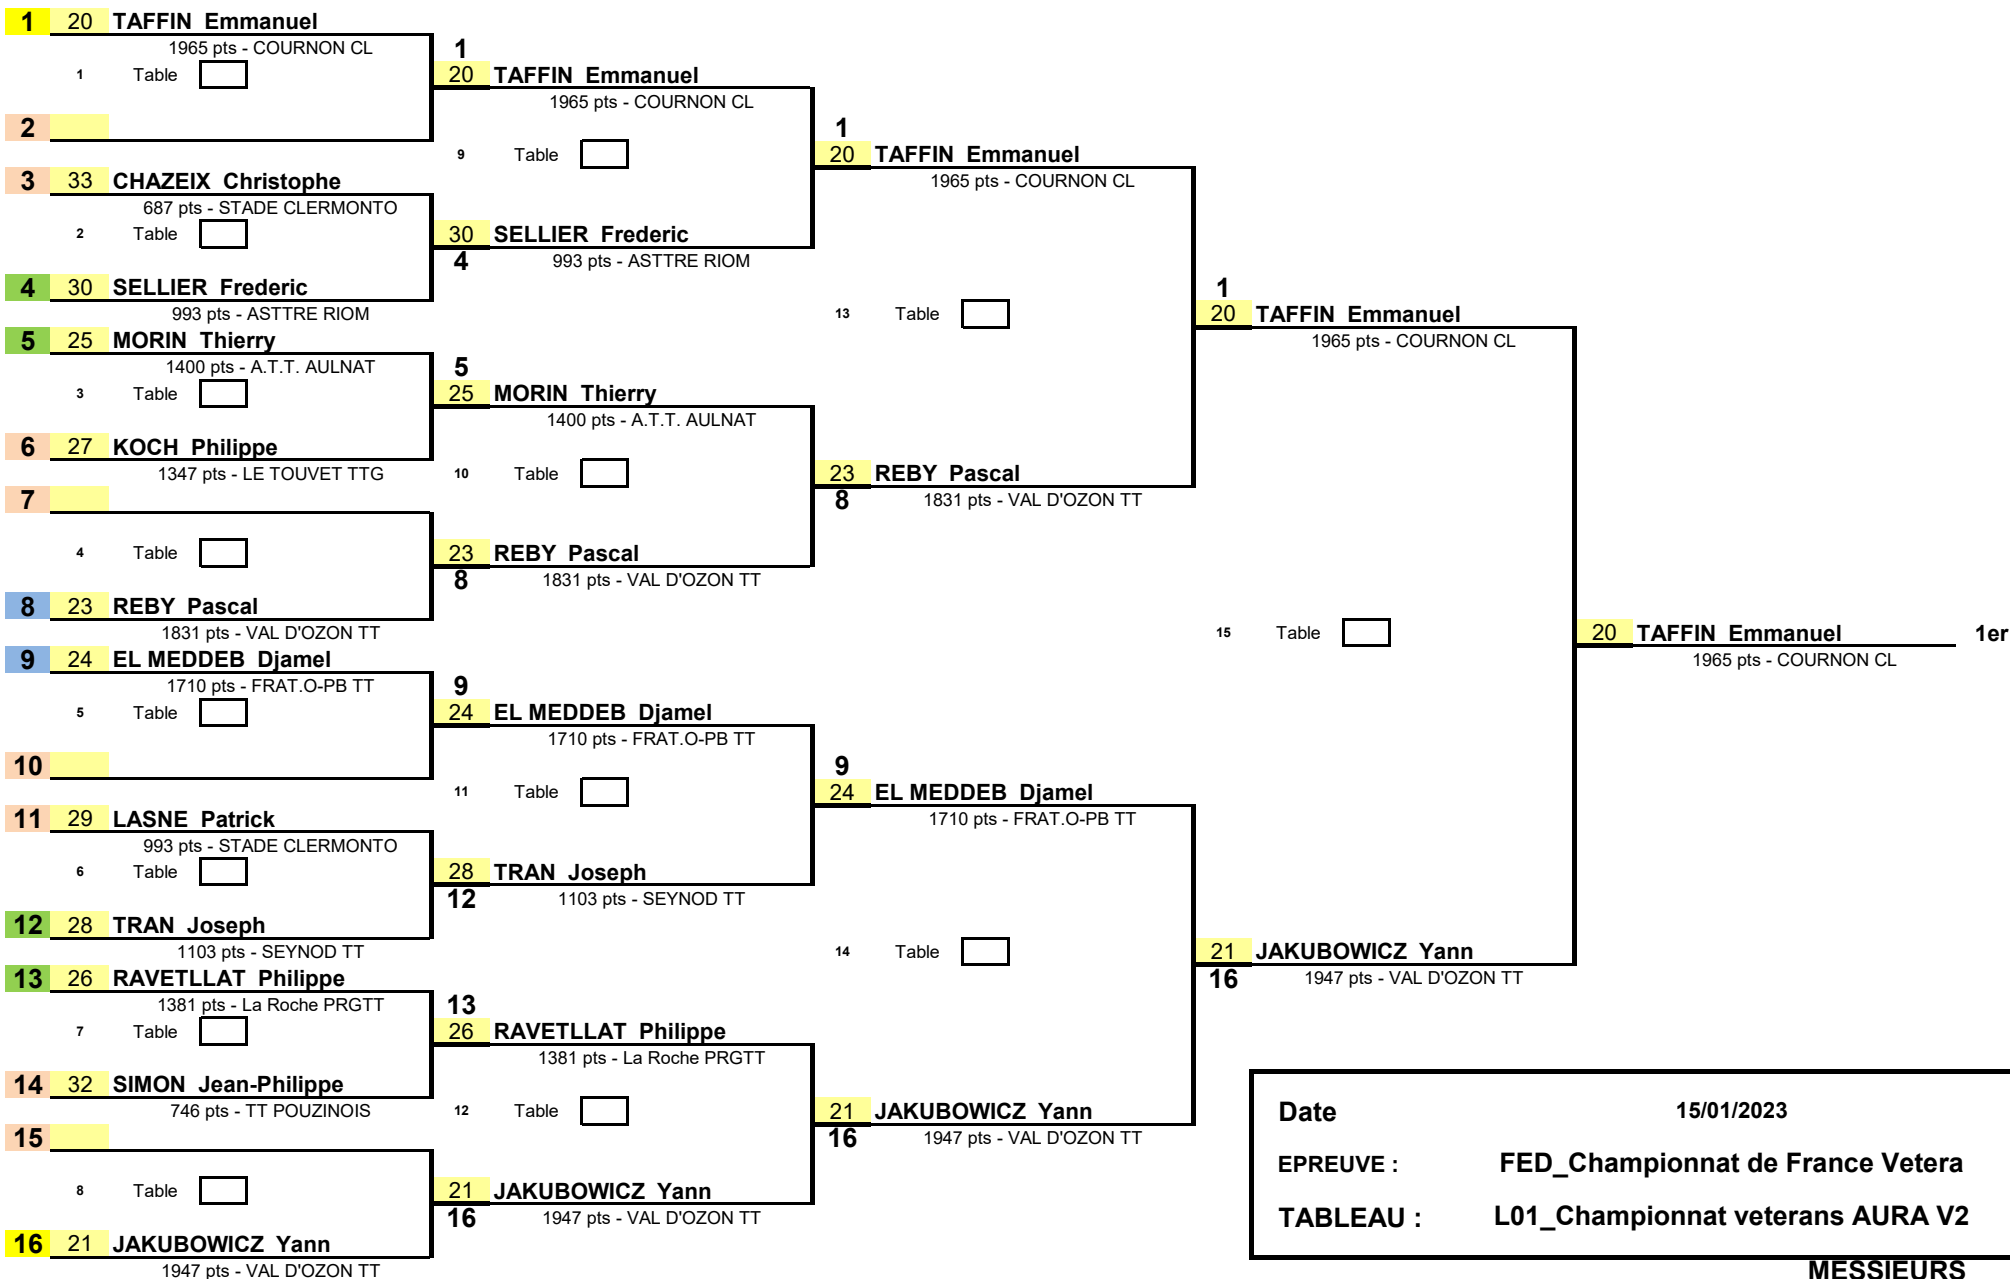 1 20 TAFFIN Emmanuel
1965 pts - COURNON CL
1 Table
2
3 33 CHAZEIX Christophe
687 pts - STADE CLERMONTO
2 Table
4 30 SELLIER Frederic
993 pts - ASTTRE RIOM
5 25 MORIN Thierry
1400 pts - A.T.T. AULNAT
3 Table
6 27 KOCH Philippe
1347 pts - LE TOUVET TTG
7
4 Table
8 23 REBY Pascal
1831 pts - VAL D'OZON TT
9 24 EL MEDDEB Djamel
1710 pts - FRAT.O-PB TT
5 Table
10
11 29 LASNE Patrick
993 pts - STADE CLERMONTO
6 Table
12 28 TRAN Joseph
1103 pts - SEYNOD TT
13 26 RAVETLLAT Philippe
1381 pts - La Roche PRGTT
7 Table
14 32 SIMON Jean-Philippe
746 pts - TT POUZINOIS
15
8 Table
16 21 JAKUBOWICZ Yann
1947 pts - VAL D'OZON TT
1
20 TAFFIN Emmanuel
1965 pts - COURNON CL
9 Table
30 SELLIER Frederic
4
993 pts - ASTTRE RIOM
5
25 MORIN Thierry
1400 pts - A.T.T. AULNAT
10 Table
23 REBY Pascal
8
1831 pts - VAL D'OZON TT
9
24 EL MEDDEB Djamel
1710 pts - FRAT.O-PB TT
11 Table
28 TRAN Joseph
12
1103 pts - SEYNOD TT
13
26 RAVETLLAT Philippe
1381 pts - La Roche PRGTT
12 Table
21 JAKUBOWICZ Yann
16
1947 pts - VAL D'OZON TT
1
20 TAFFIN Emmanuel
1965 pts - COURNON CL
13 Table
23 REBY Pascal
8
1831 pts - VAL D'OZON TT
9
24 EL MEDDEB Djamel
1710 pts - FRAT.O-PB TT
14 Table
21 JAKUBOWICZ Yann
16
1947 pts - VAL D'OZON TT
1
20 TAFFIN Emmanuel
1965 pts - COURNON CL
15 Table
21 JAKUBOWICZ Yann
16
1947 pts - VAL D'OZON TT
20 TAFFIN Emmanuel 1er
1965 pts - COURNON CL
Date 15/01/2023
EPREUVE : FED_Championnat de France Vetera
TABLEAU : L01_Championnat veterans AURA V2
MESSIEURS